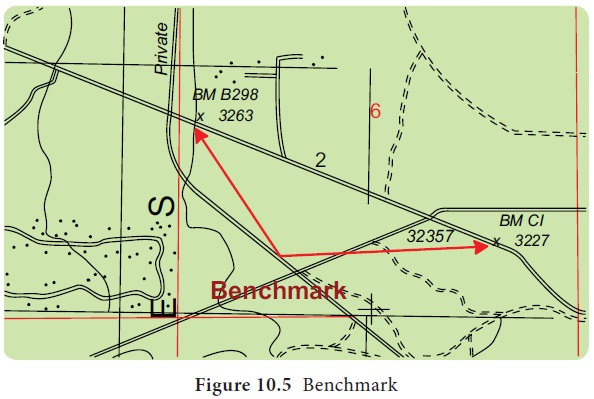 Private
BM B298
x 3263
6
2
S
BM CI
32357
x 3227
Benchmark
E
Figure 10.5 Benchmark